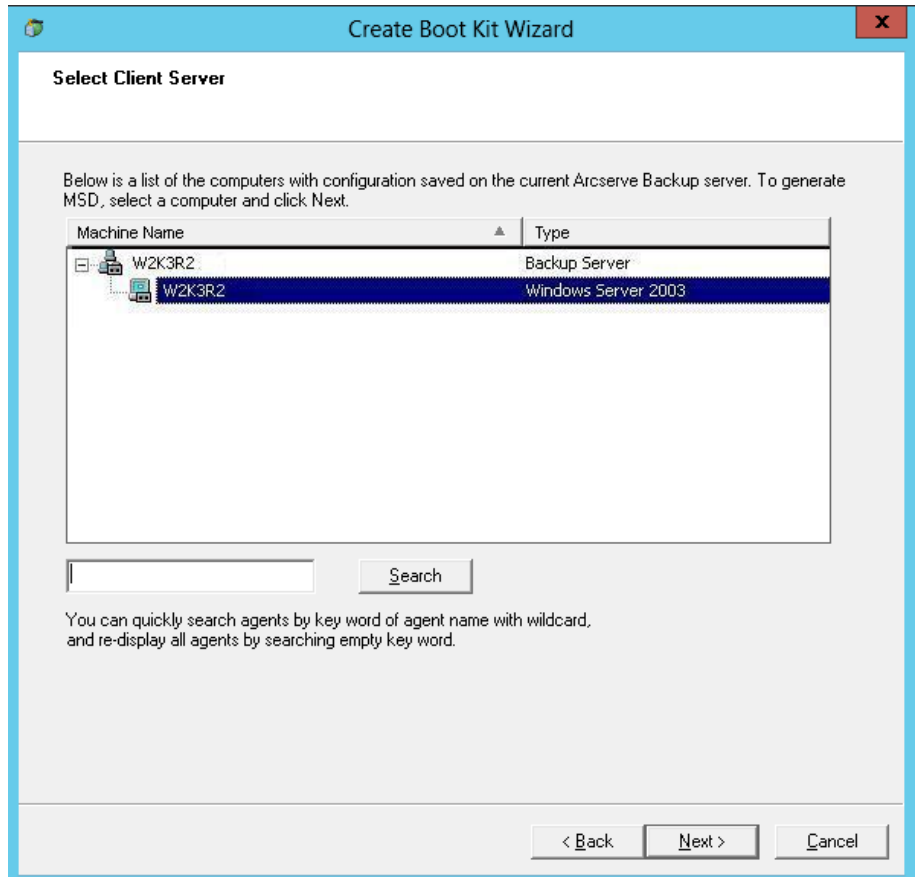 Create Boot Kit Wizard
x
Select Client Server
Below is a list of the computers with configuration saved on the current Arcserve Backup server. To generate
MSD, select a computer and click Next.
Machine Name Type
W2K3R2 Backup Server
W2K3R2 Windows Server 2003
Search
You can quickly search agents by key word of agent name with wildcard,
and re-display all agents by searching empty key word.
< Back Next > Cancel